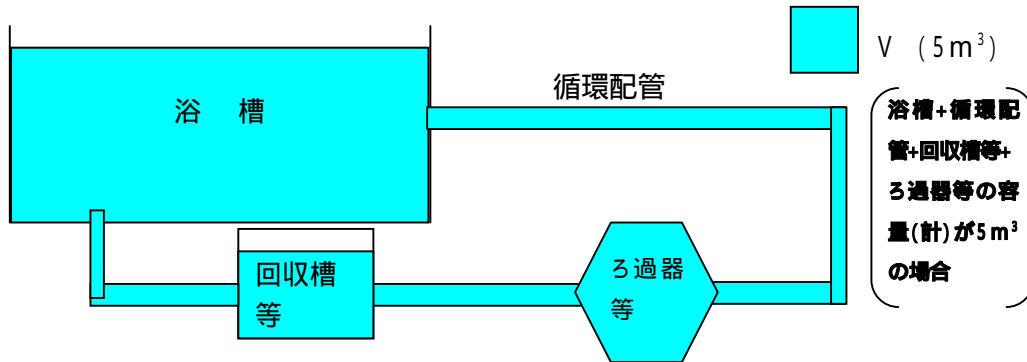 V (5m³)
循環配管
浴槽
浴槽+循環配
管+回収槽等+
ろ過器等の容
量(計)が5m³
の場合
回収槽
等
ろ過器
等